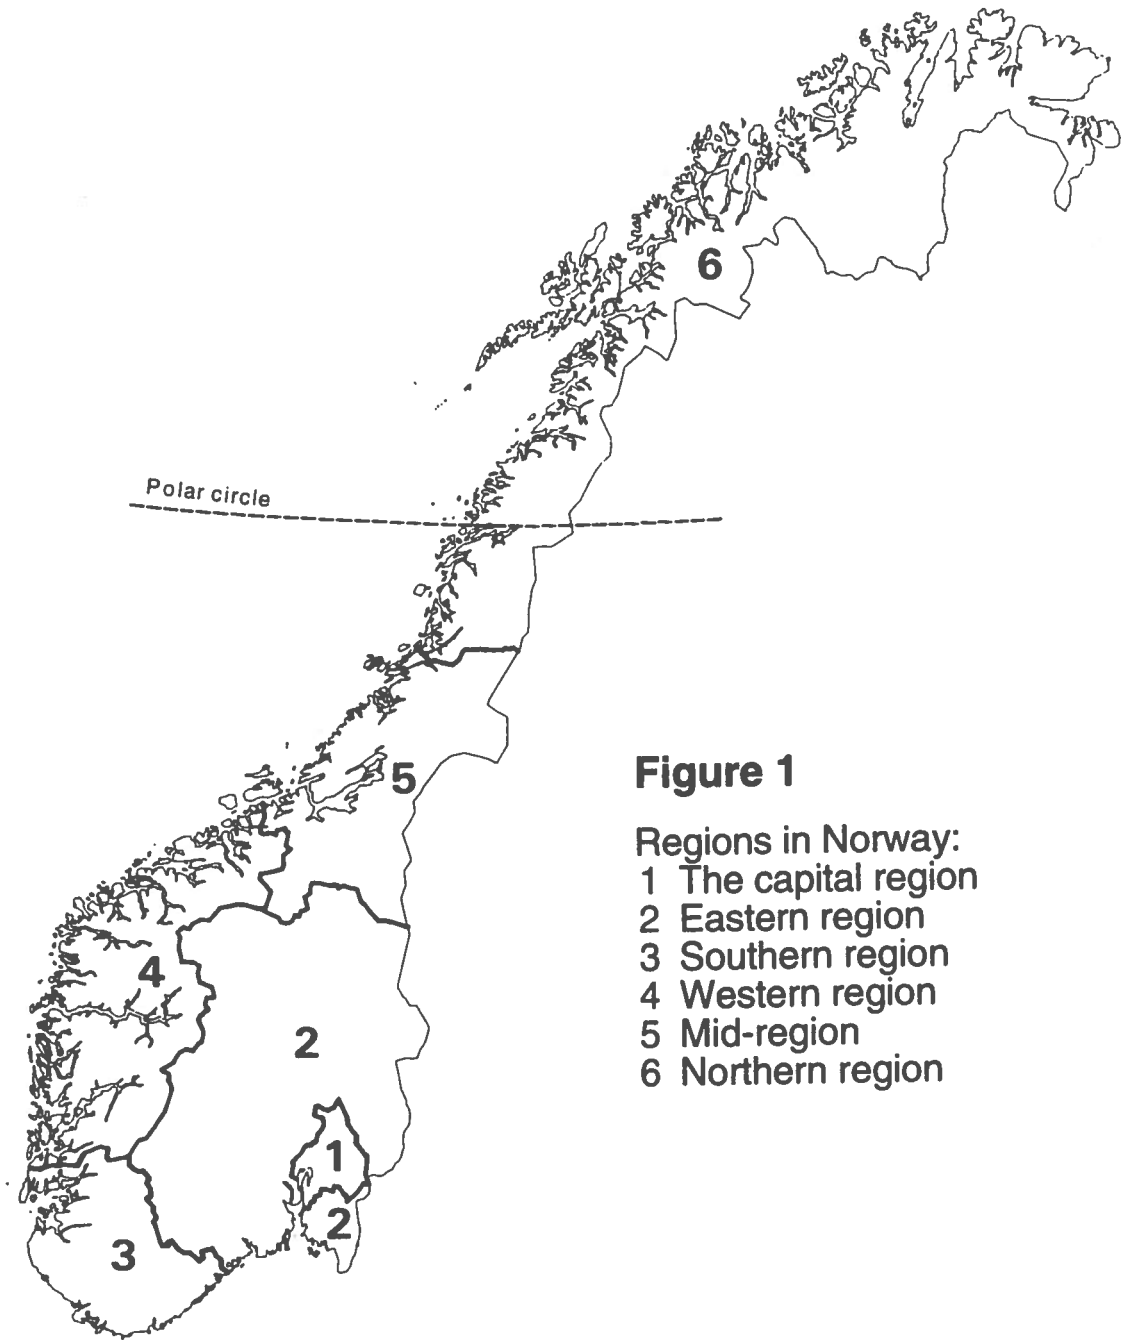 6
Polar circle
5
4
2
1
2
3
Figure 1
Regions in Norway:
1 The capital region
2 Eastern region
3 Southern region
4 Western region
5 Mid-region
6 Northern region